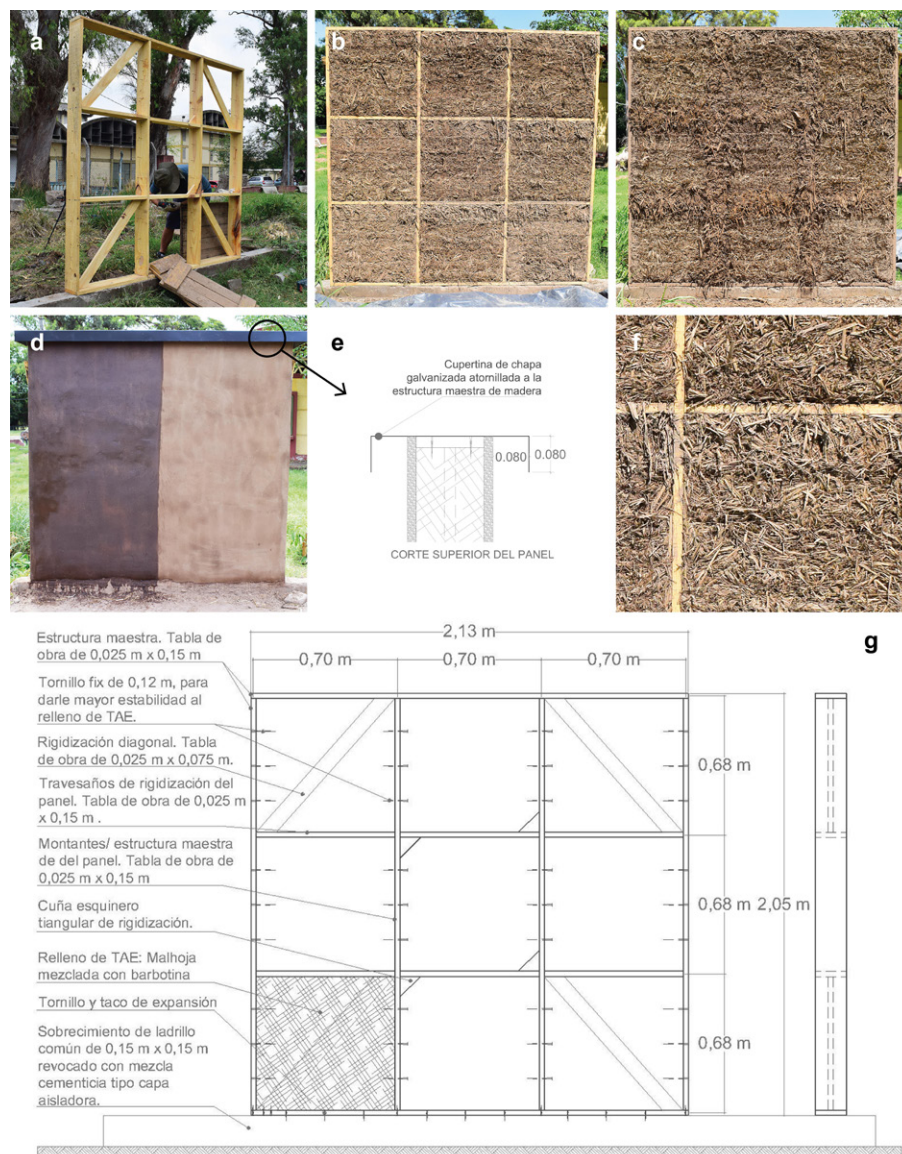 a
b
c
d
e
Cupertina de chapa
galvanizada atornillada a la
estructura maestra de madera
0.080
0.080
CORTE SUPERIOR DEL PANEL
f
g
Estructura maestra. Tabla de
obra de 0,025 m x 0,15 m
Tornillo fix de 0,12 m, para
darle mayor estabilidad al
relleno de TAE.
Rigidización diagonal. Tabla
de obra de 0,025 m x 0,075 m.
Travesaños de rigidización del
panel. Tabla de obra de 0,025 m
x 0,15 m .
Montantes/ estructura maestra
de del panel. Tabla de obra de
0,025 m x 0,15 m
Cuña esquinero
tiangular de rigidización.
Relleno de TAE: Malhoja
mezclada con barbotina
Tornillo y taco de expansión
Sobrecimiento de ladrillo
común de 0,15 m x 0,15 m
revocado con mezcla
cementicia tipo capa
aisladora.
2,13 m
0,70 m
0,70 m
0,70 m
0,68 m
0,68 m
2,05 m
0,68 m